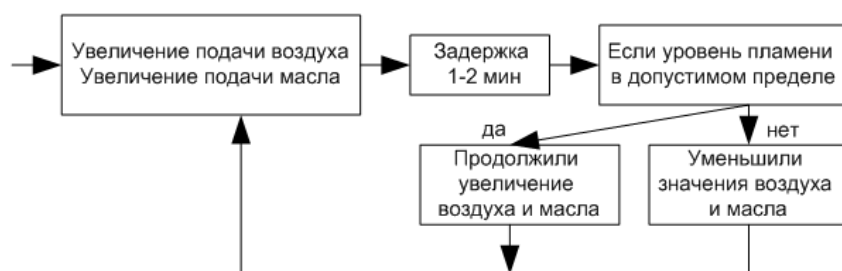 Увеличение подачи воздуха
Увеличение подачи масла
Задержка
1-2 мин
Если уровень пламени
в допустимом пределе
да
нет
Продолжили
увеличение
воздуха и масла
Уменьшили
значения воздуха
и масла